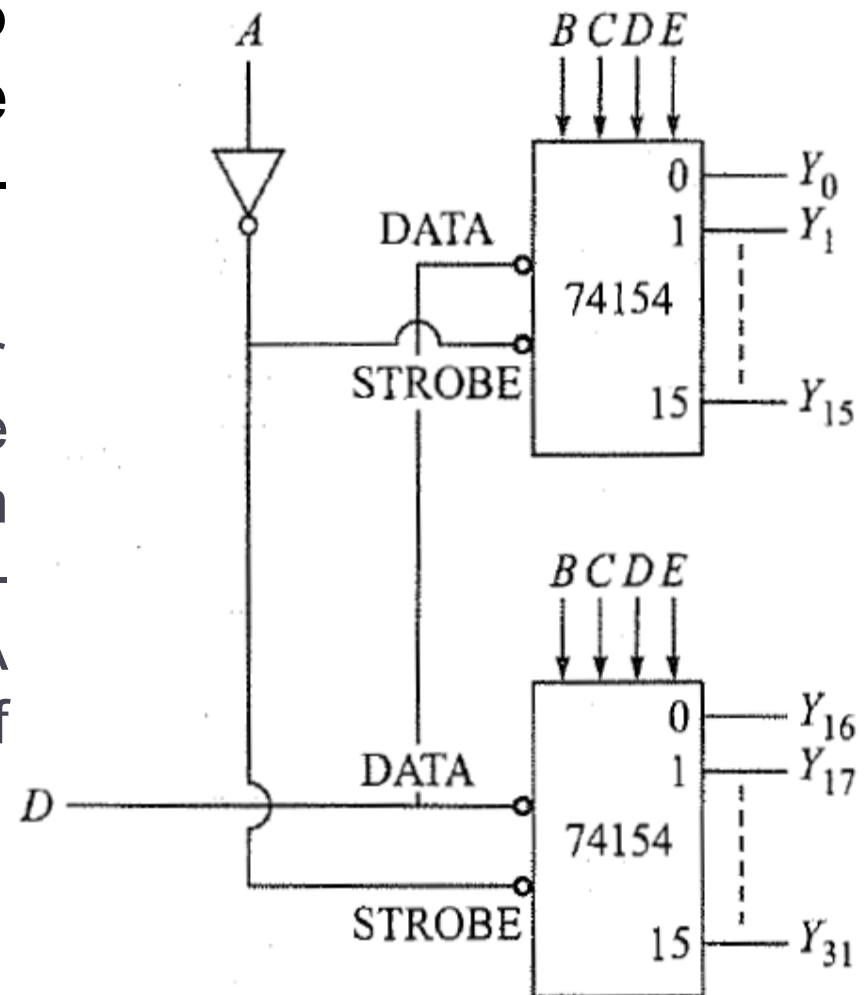 A
B C D E
0 Y0
DATA 1 Y1
74154
STROBE
15 Y15
B C D E
0 Y16
DATA 1 Y17
D
74154
STROBE
15 Y31